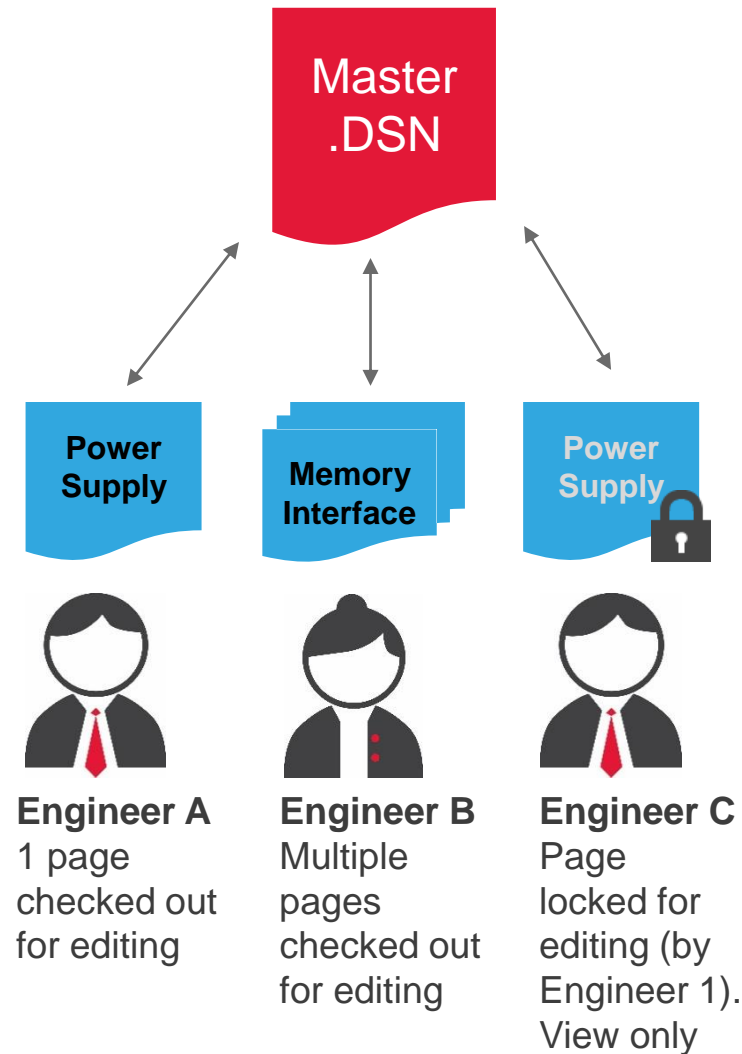 Master
.DSN
Power
Supply
Memory
Interface
Power
Supply
Engineer A
1 page
checked out
for editing
Engineer B
Multiple
pages
checked out
for editing
Engineer C
Page
locked for
editing (by
Engineer 1).
View only